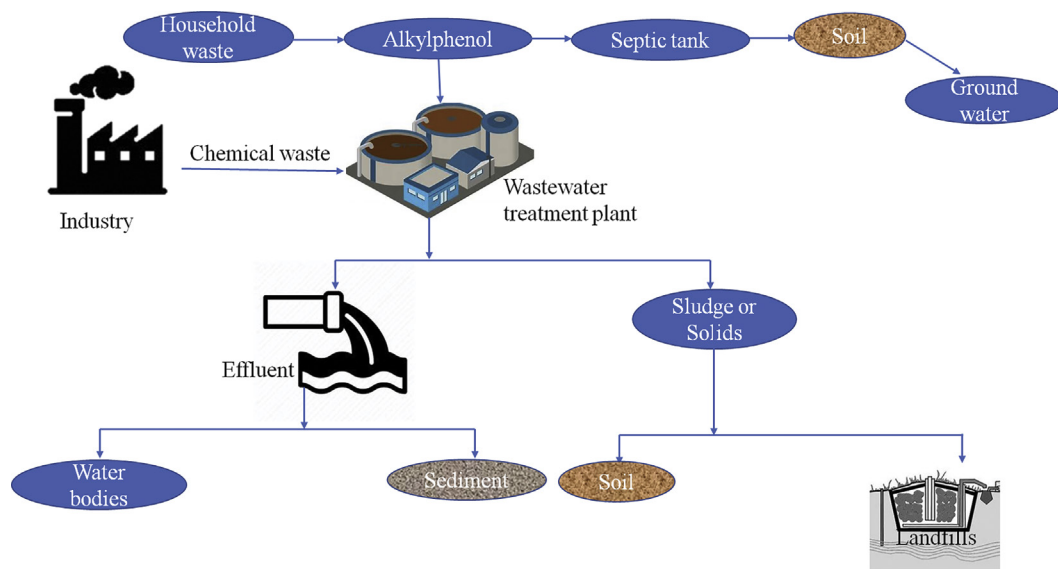 Household
waste
Alkylphenol
Septic tank
Soil
Ground
water
Chemical waste
Industry
Wastewater
treatment plant
Sludge or
Solids
Effluent
Water
bodies
Sediment
Soil
Landfills